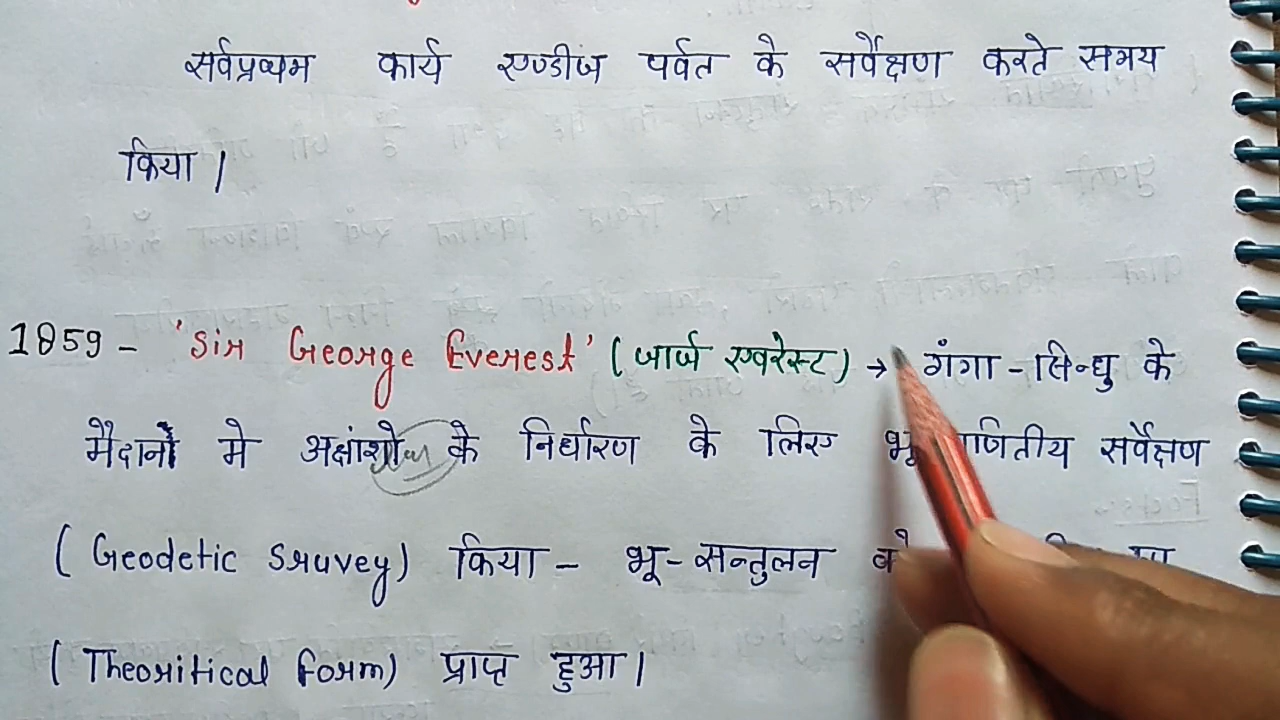 सर्वप्रथम कार्य एण्डीज पर्वत के सर्वेक्षण करते समय
किया।
1859 - 'Sir George Everest' (जार्ज एवरेस्ट) → गंगा - सिन्धु के
मैदानों मे अक्षांशो के निर्धारण के लिए सर्वेक्षण
(Geodetic Sruvey) किया - भू-सन्तुलन
(Theoritical form) प्राप्त हुआ।